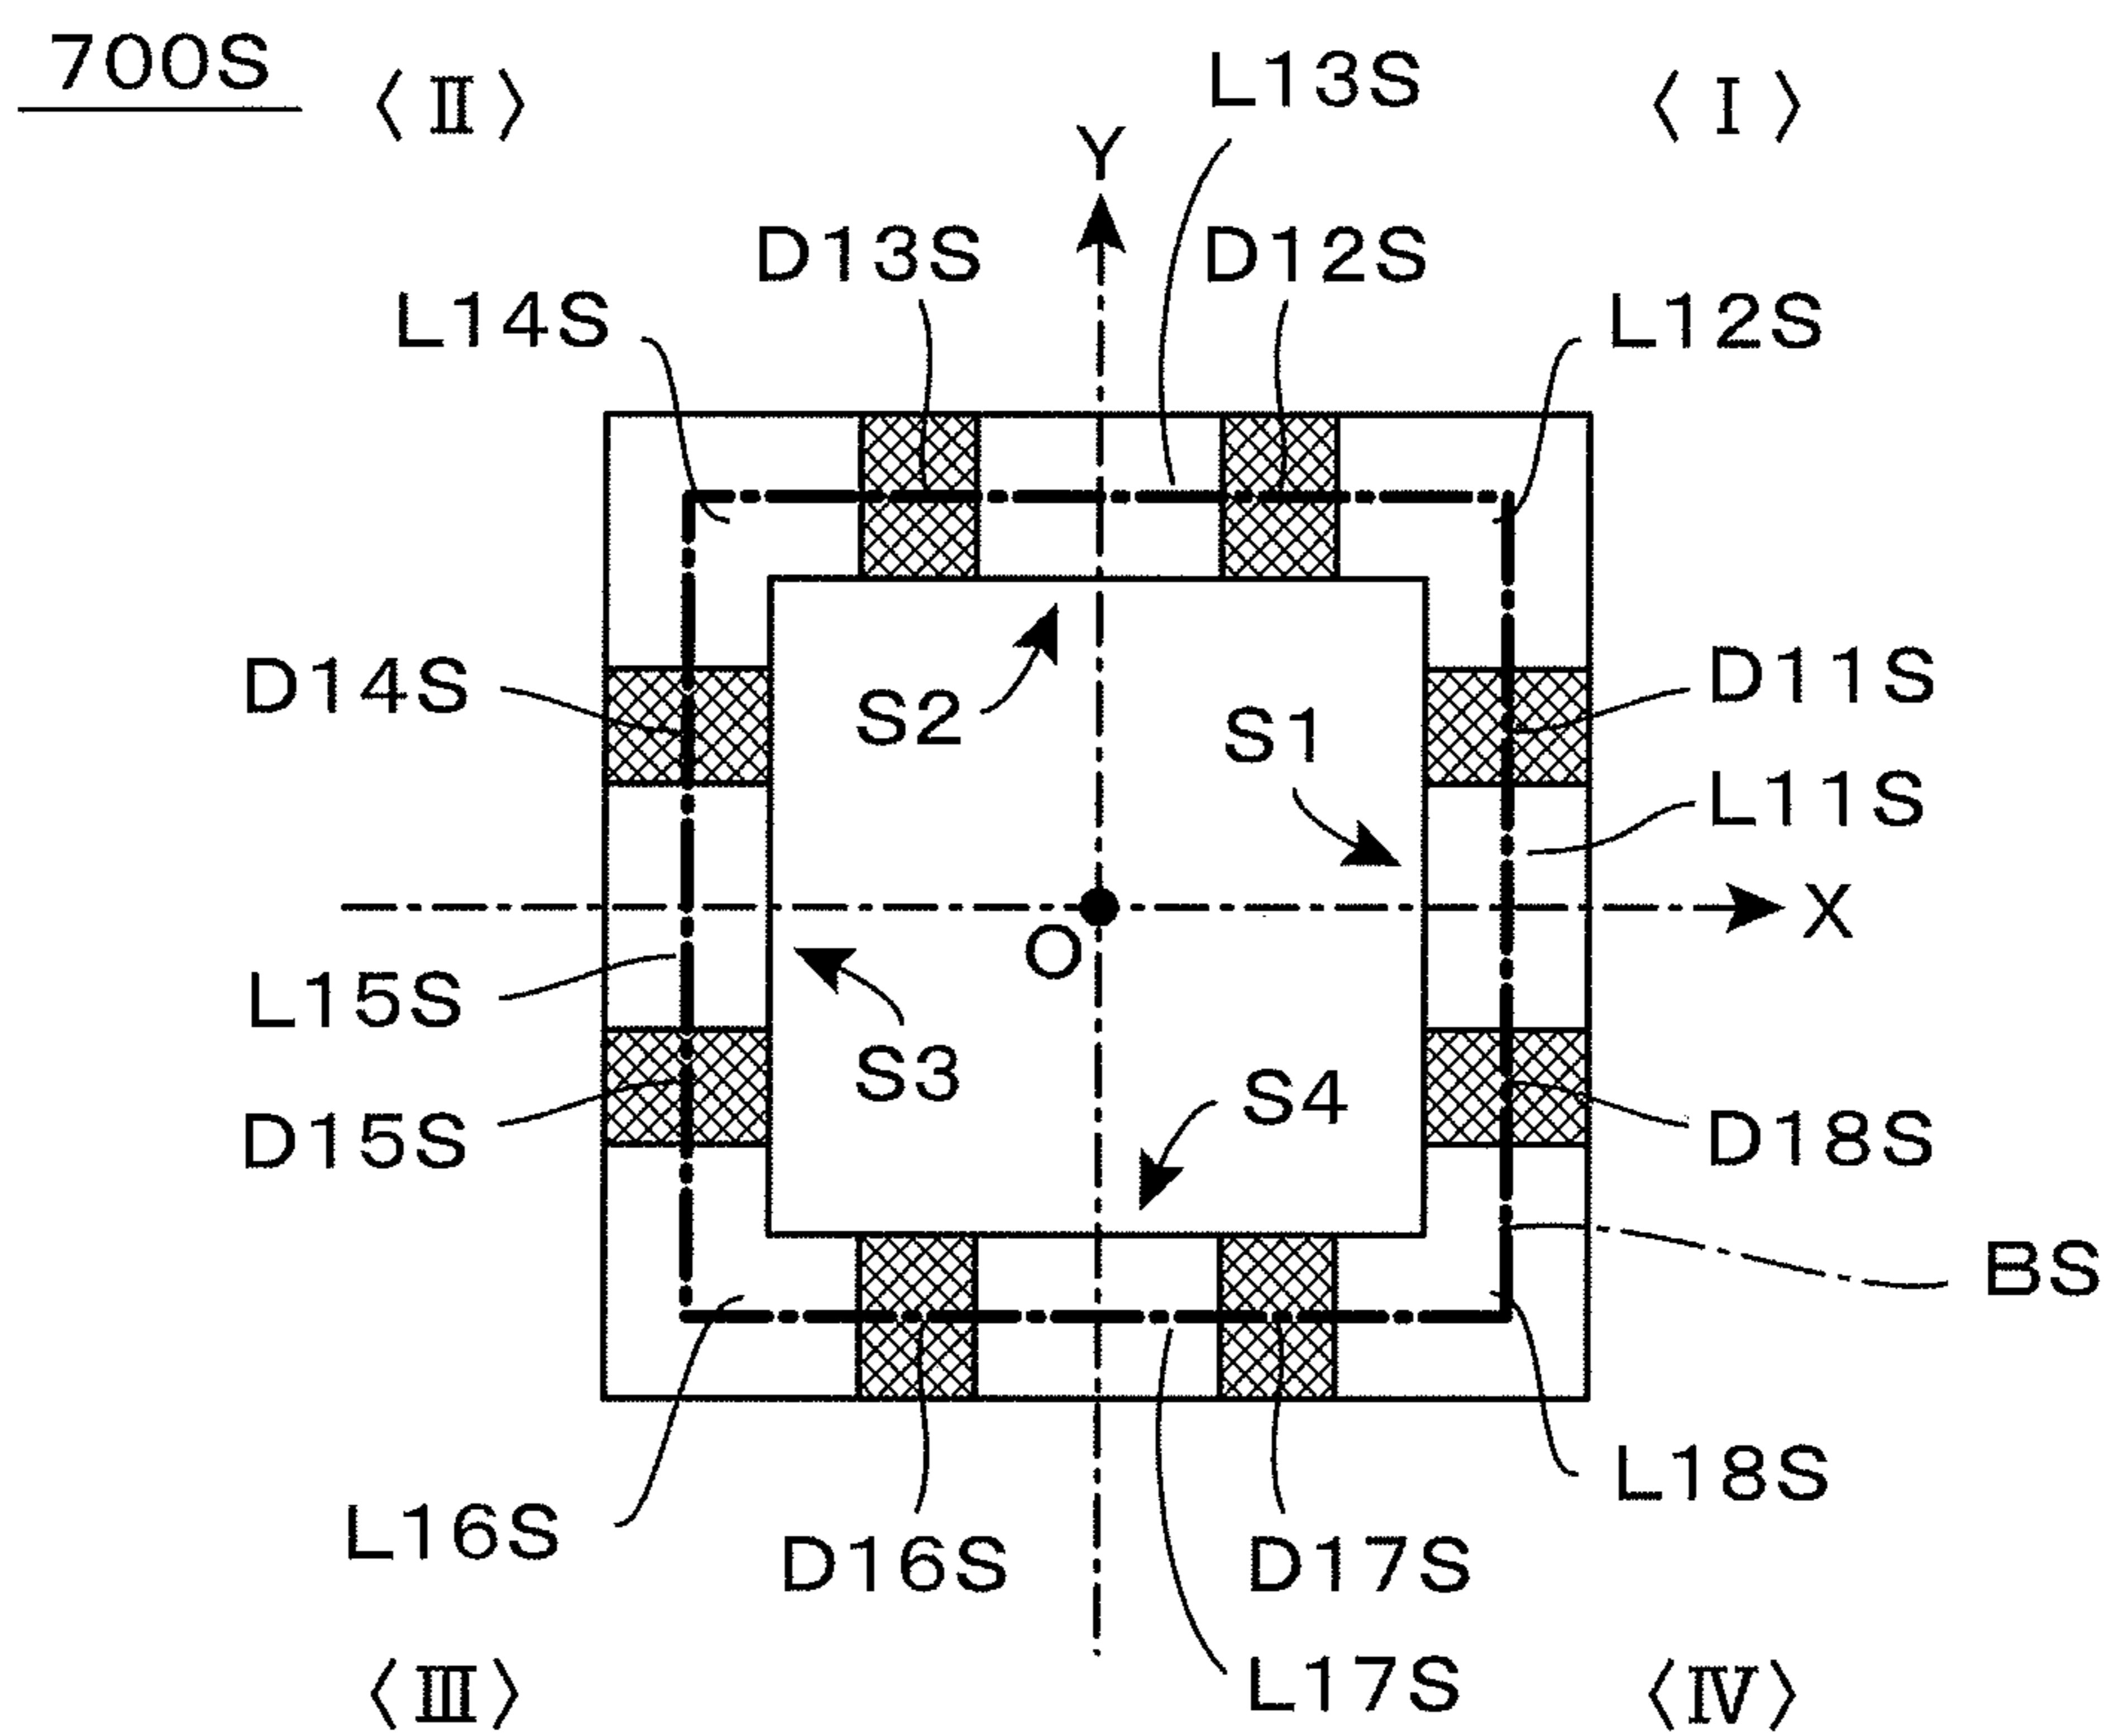 700S
〈Ⅱ〉
L13S
〈Ⅰ〉
Y
D13S
D12S
L14S
L12S
D14S
S2
S1
D11S
L11S
X
O
L15S
S3
S4
D15S
D18S
BS
L18S
L16S
D16S
D17S
L17S
〈Ⅲ〉
〈Ⅳ〉